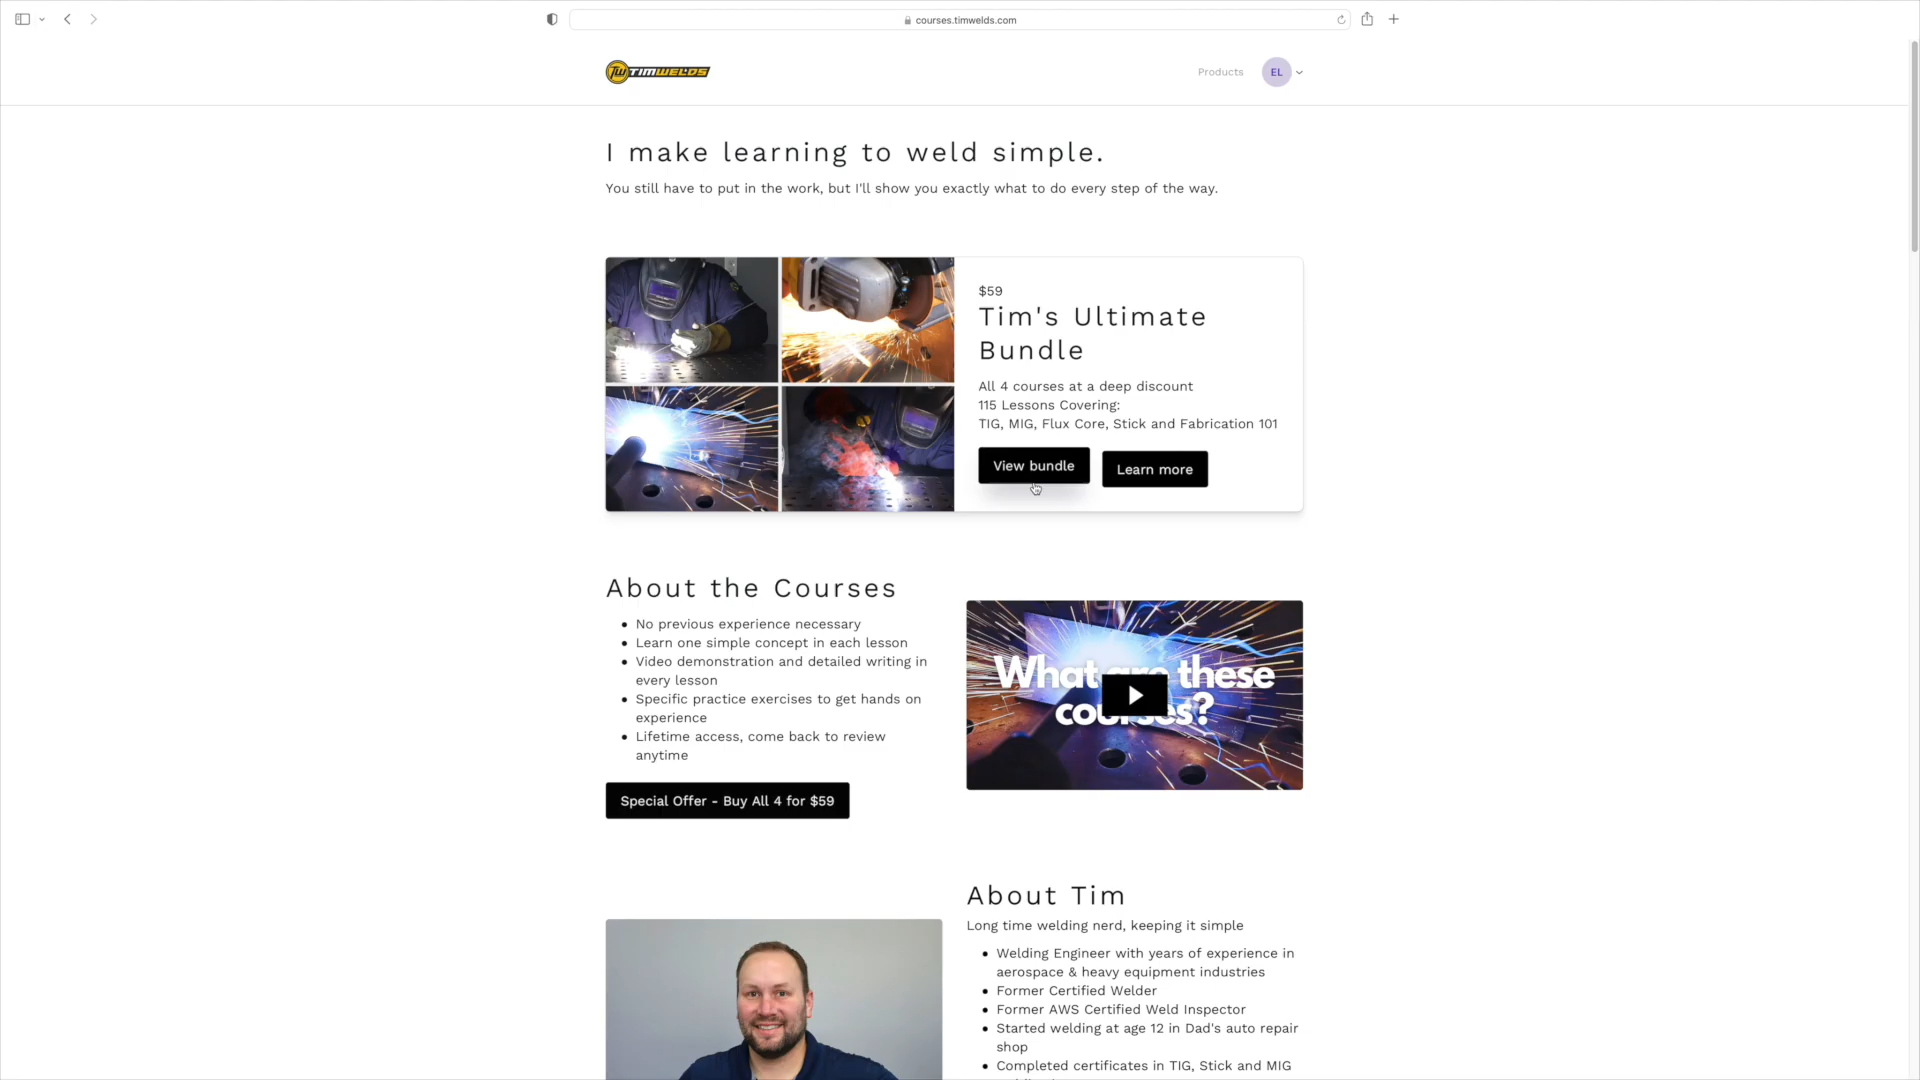 courses.timwelds.com
TW TIMWELDS
Products
EL
I make learning to weld simple.
You still have to put in the work, but I'll show you exactly what to do every step of the way.
$59
Tim's Ultimate
Bundle
All 4 courses at a deep discount
115 Lessons Covering:
TIG, MIG, Flux Core, Stick and Fabrication 101
View bundle
Learn more
About the Courses
No previous experience necessary
Learn one simple concept in each lesson
Video demonstration and detailed writing in
every lesson
Specific practice exercises to get hands on
experience
Lifetime access, come back to review
anytime
Special Offer - Buy All 4 for $59
What are these
courses?
About Tim
Long time welding nerd, keeping it simple
Welding Engineer with years of experience in
aerospace & heavy equipment industries
Former Certified Welder
Former AWS Certified Weld Inspector
Started welding at age 12 in Dad's auto repair
shop
Completed certificates in TIG, Stick and MIG